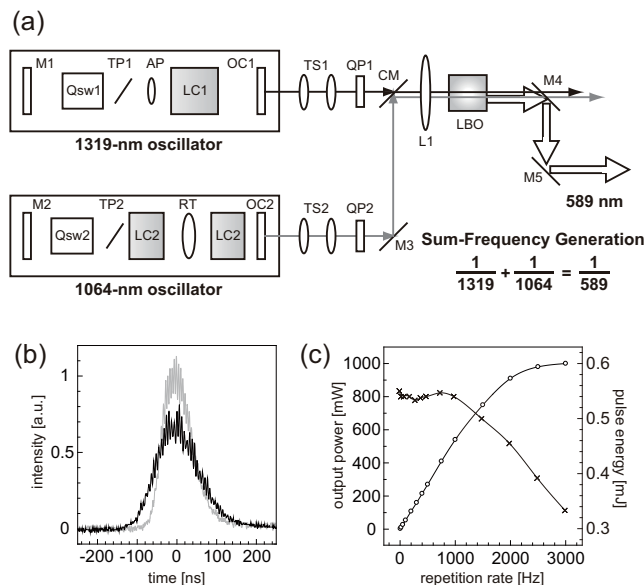 (a)
M1
TP1
AP
OC1
TS1
QP1
CM
M4
Qsw1
LC1
L1
LBO
1319-nm oscillator
M5
589 nm
M2
TP2
RT
OC2
TS2
QP2
Qsw2
LC2
LC2
M3
1064-nm oscillator
Sum-Frequency Generation
1/1319 + 1/1064 = 1/589
(b)
intensity [a.u.]
1
0.5
0
-200
-100
0
100
200
time [ns]
(c)
output power [mW]
1000
800
600
400
200
0
0
1000
2000
3000
repetition rate [Hz]
0.6
0.5
0.4
0.3
pulse energy [mJ]